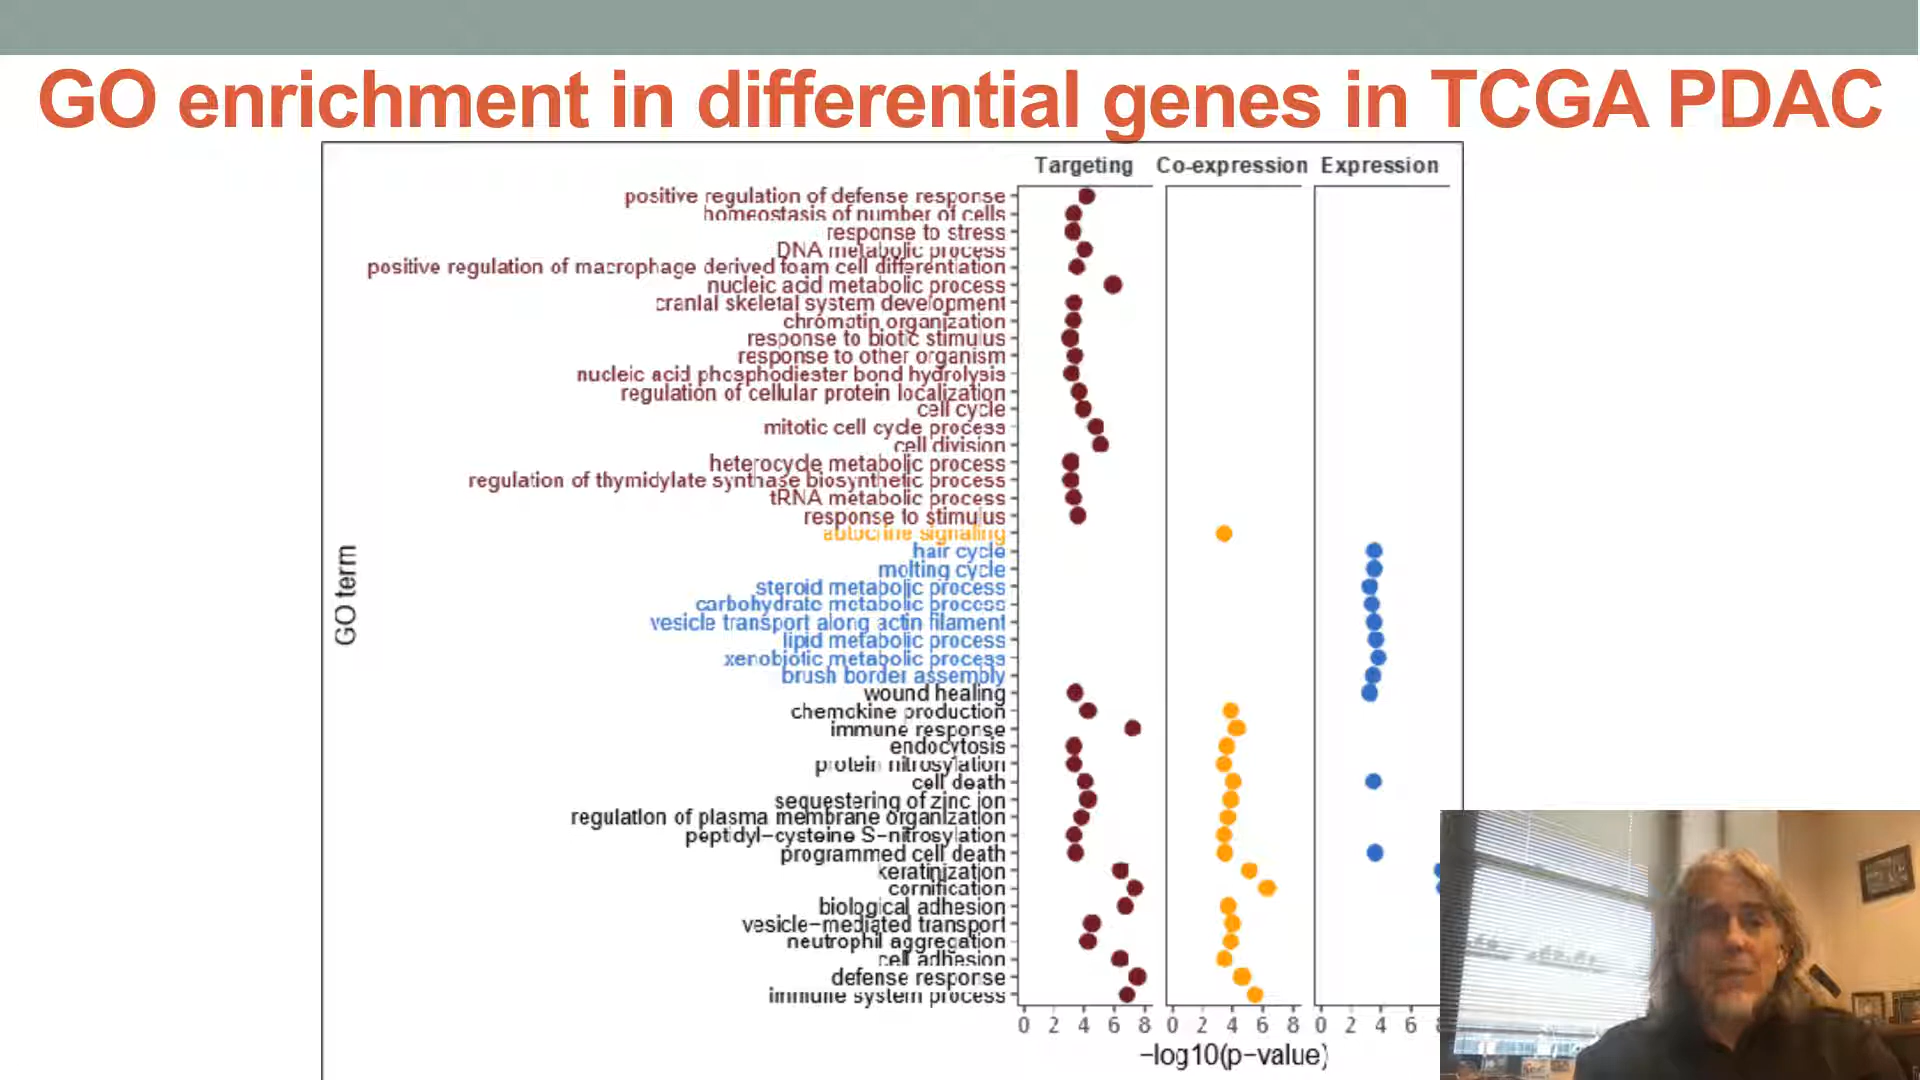 GO enrichment in differential genes in TCGA PDAC
Targeting Co-expression Expression
positive regulation of defense response
homeostasis of number of cells
response to stress
DNA metabolic process
positive regulation of macrophage derived foam cell differentiation
nucleic acid metabolic process
cranial skeletal system development
chromatin organization
response to biotic stimulus
response to other organism
nucleic acid phosphodiester bond hydrolysis
regulation of cellular protein localization
cell cycle
mitotic cell cycle process
cell division
heterocycle metabolic process
regulation of thymidylate synthase biosynthetic process
tRNA metabolic process
response to stimulus
autocrine signaling
hair cycle
molting cycle
steroid metabolic process
carbohydrate metabolic process
vesicle transport along actin filament
lipid metabolic process
xenobiotic metabolic process
brush border assembly
wound healing
chemokine production
immune response
endocytosis
protein nitrosylation
cell death
sequestering of zinc ion
regulation of plasma membrane organization
peptidyl−cysteine S−nitrosylation
programmed cell death
keratinization
cornification
biological adhesion
vesicle−mediated transport
neutrophil aggregation
cell adhesion
defense response
immune system process
GO term
0 2 4 6 8 0 2 4 6 8 0 2 4 6
−log10(p−value)